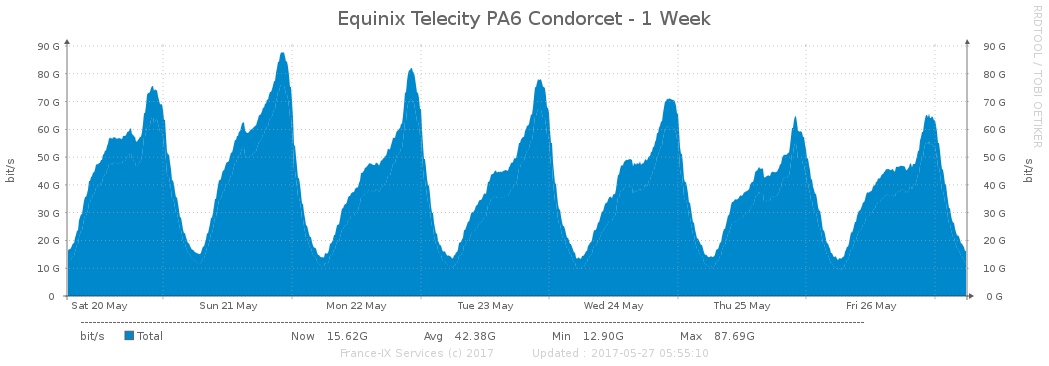 Equinix Telecity PA6 Condorcet - 1 Week
RRDTOOL / TOBI OETIKER
90 G 90 G
80 G 80 G
70 G 70 G
60 G 60 G
50 G 50 G
40 G 40 G
30 G 30 G
20 G 20 G
10 G 10 G
0 0 G
bit/s bit/s
Sat 20 May Sun 21 May Mon 22 May Tue 23 May Wed 24 May Thu 25 May Fri 26 May
bit/s Total Now 15.62G Avg 42.38G Min 12.90G Max 87.69G
France-IX Services (c) 2017 Updated : 2017-05-27 05:55:10